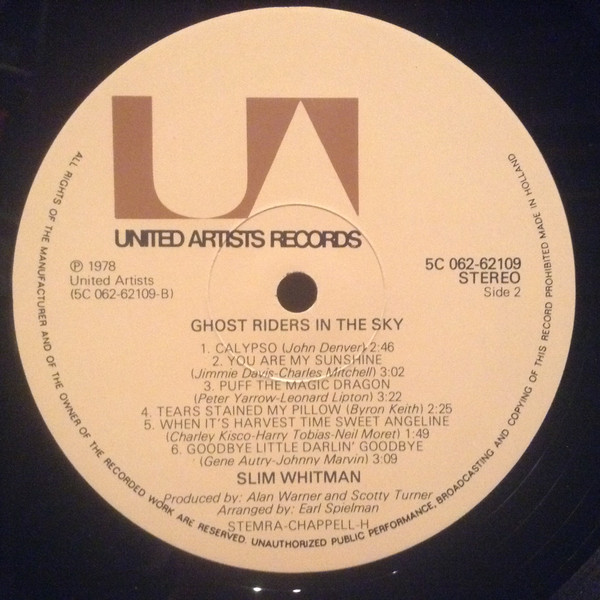 UA
UNITED ARTISTS RECORDS
℗ 1978
United Artists
(5C 062-62109-B)
5C 062-62109
STEREO
Side 2
GHOST RIDERS IN THE SKY
1. CALYPSO (John Denver) 2:46
2. YOU ARE MY SUNSHINE
(Jimmie Davis-Charles Mitchell) 3:02
3. PUFF THE MAGIC DRAGON
(Peter Yarrow-Leonard Lipton) 3:22
4. TEARS STAINED MY PILLOW (Byron Keith) 2:25
5. WHEN IT'S HARVEST TIME SWEET ANGELINE
(Charley Kisco-Harry Tobias-Neil Moret) 1:49
6. GOODBYE LITTLE DARLIN' GOODBYE
(Gene Autry-Johnny Marvin) 3:09
SLIM WHITMAN
Produced by: Alan Warner and Scotty Turner
Arranged by: Earl Spielman
STEMRA-CHAPPELL-H
ALL RIGHTS OF THE MANUFACTURER AND OF THE OWNER OF THE RECORDED WORK ARE RESERVED. UNAUTHORIZED PUBLIC PERFORMANCE, BROADCASTING AND COPYING OF THIS RECORD PROHIBITED MADE IN HOLLAND